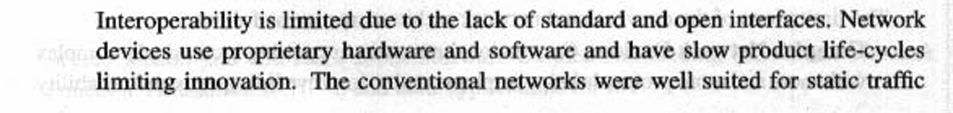 Interoperability is limited due to the lack of standard and open interfaces. Network
devices use proprietary hardware and software and have slow product life-cycles
limiting innovation. The conventional networks were well suited for static traffic